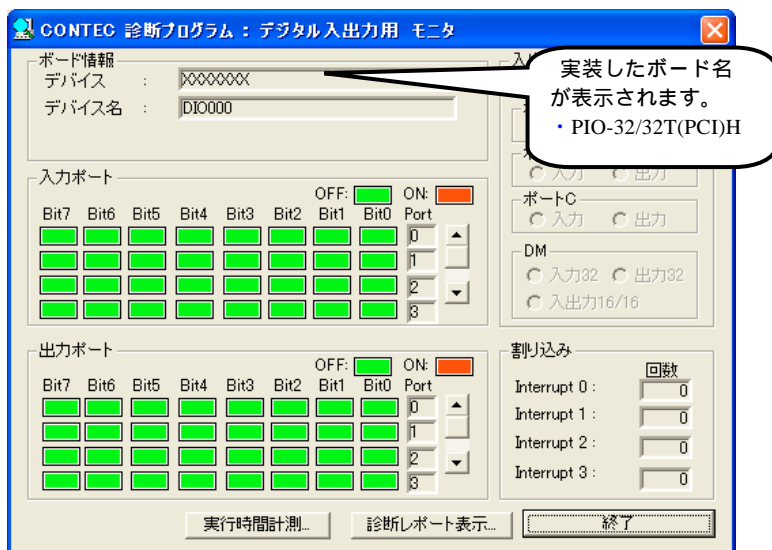 CONTEC 診断プログラム : デジタル入出力用 モニタ
ボード情報
デバイス : XXXXXXX
デバイス名 : DIO000
実装したボード名
が表示されます。
・PIO-32/32T(PCI)H
入力 出力
ポートC
入力 出力
DM
入力32 出力32
入出力16/16
入力ポート
OFF: ON:
Bit7 Bit6 Bit5 Bit4 Bit3 Bit2 Bit1 Bit0 Port
0
1
2
3
出力ポート
OFF: ON:
Bit7 Bit6 Bit5 Bit4 Bit3 Bit2 Bit1 Bit0 Port
0
1
2
3
割り込み
回数
Interrupt 0 : 0
Interrupt 1 : 0
Interrupt 2 : 0
Interrupt 3 : 0
実行時間計測... 診断レポート表示... 終了